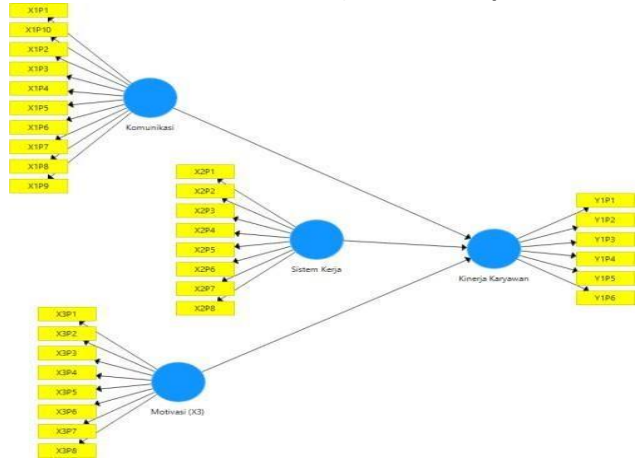 X1P1
X1P10
X1P2
X1P3
X1P4
X1P5
X1P6
X1P7
X1P8
X1P9
Komunikasi
X2P1
X2P2
X2P3
X2P4
X2P5
X2P6
X2P7
X2P8
Sistem Kerja
Y1P1
Y1P2
Y1P3
Y1P4
Y1P5
Y1P6
Kinerja Karyawan
X3P1
X3P2
X3P3
X3P4
X3P5
X3P6
X3P7
X3P8
Motivasi (X3)